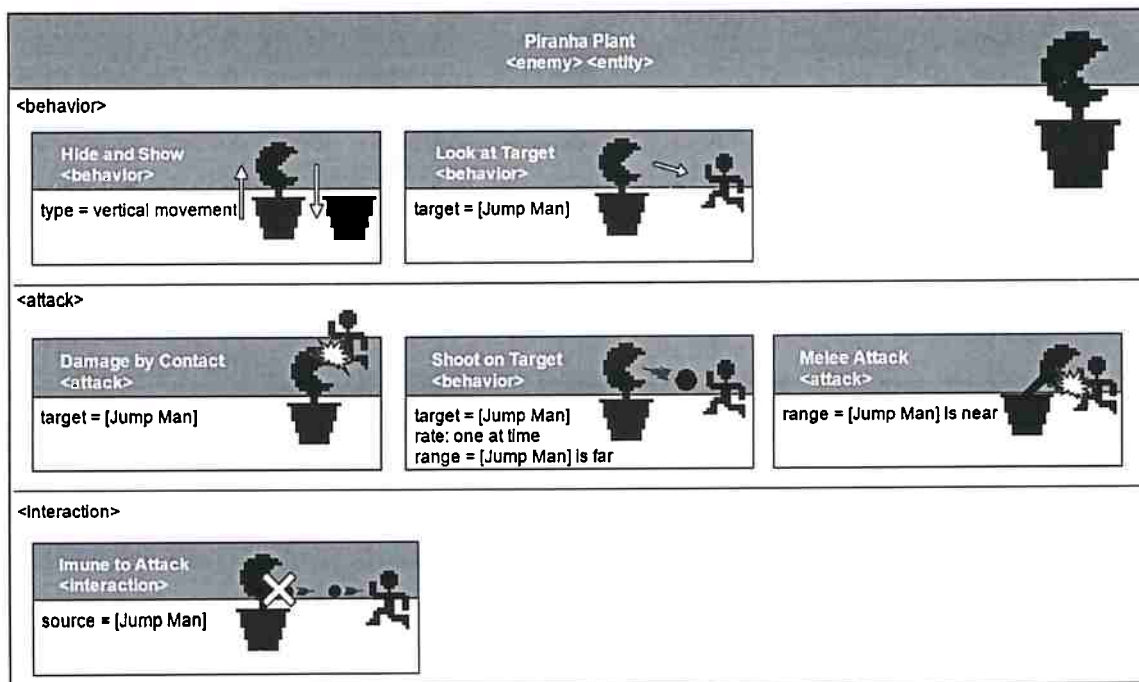 Piranha Plant
<enemy> <entity>
<behavior>
Hide and Show
<behavior>
type = vertical movement
Look at Target
<behavior>
target = [Jump Man]
<attack>
Damage by Contact
<attack>
target = [Jump Man]
Shoot on Target
<behavior>
target = [Jump Man]
rate: one at time
range = [Jump Man] is far
Melee Attack
<attack>
range = [Jump Man] is near
<interaction>
Imune to Attack
<interaction>
source = [Jump Man]